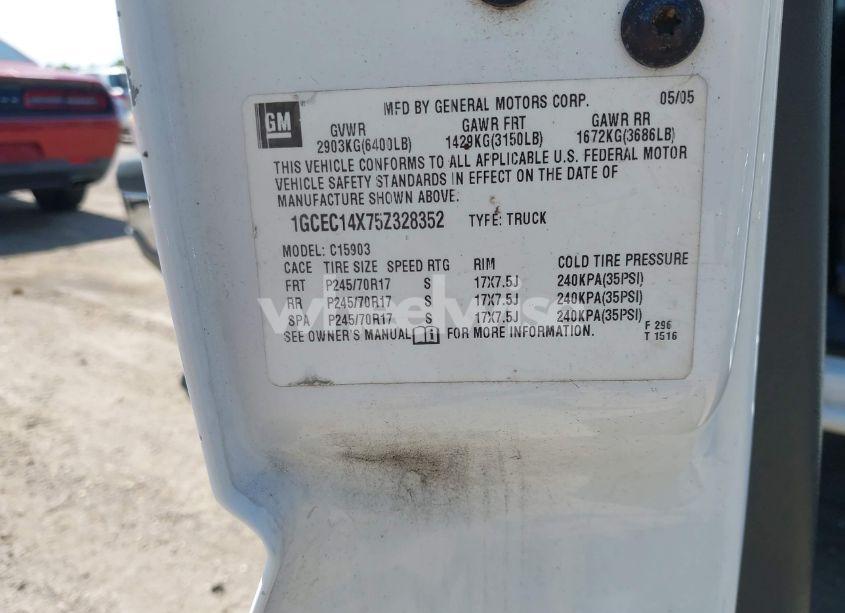 GM
MFD BY GENERAL MOTORS CORP. 05/05
GVWR GAWR FRT GAWR RR
2903KG(6400LB) 1429KG(3150LB) 1672KG(3686LB)
THIS VEHICLE CONFORMS TO ALL APPLICABLE U.S. FEDERAL MOTOR
VEHICLE SAFETY STANDARDS IN EFFECT ON THE DATE OF
MANUFACTURE SHOWN ABOVE.
1GCEC14X75Z328352 TYPE: TRUCK
MODEL: C15903
CACE TIRE SIZE SPEED RTG RIM COLD TIRE PRESSURE
FRT P245/70R17 S 17X7.5J 240KPA(35PSI)
RR P245/70R17 S 17X7.5J 240KPA(35PSI)
SPA P245/70R17 S 17X7.5J 240KPA(35PSI)
SEE OWNER'S MANUAL FOR MORE INFORMATION.
F 296
T 1516